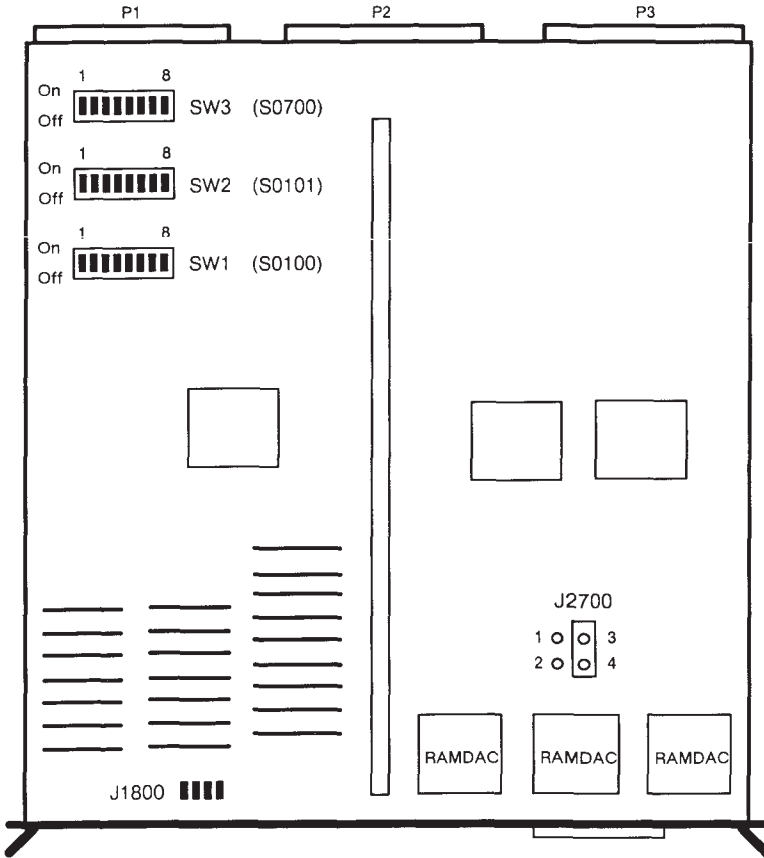 P1 P2 P3
1 8
On
Off
SW3 (S0700)
1 8
On
Off
SW2 (S0101)
1 8
On
Off
SW1 (S0100)
J2700
1 3
2 4
RAMDAC RAMDAC RAMDAC
J1800